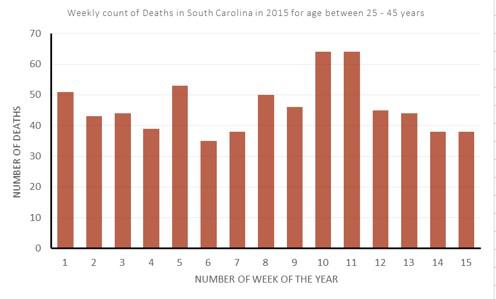 Weekly count of Deaths in South Carolina in 2015 for age between 25 - 45 years
NUMBER OF DEATHS
70
60
50
40
30
20
10
0
1 2 3 4 5 6 7 8 9 10 11 12 13 14 15
NUMBER OF WEEK OF THE YEAR